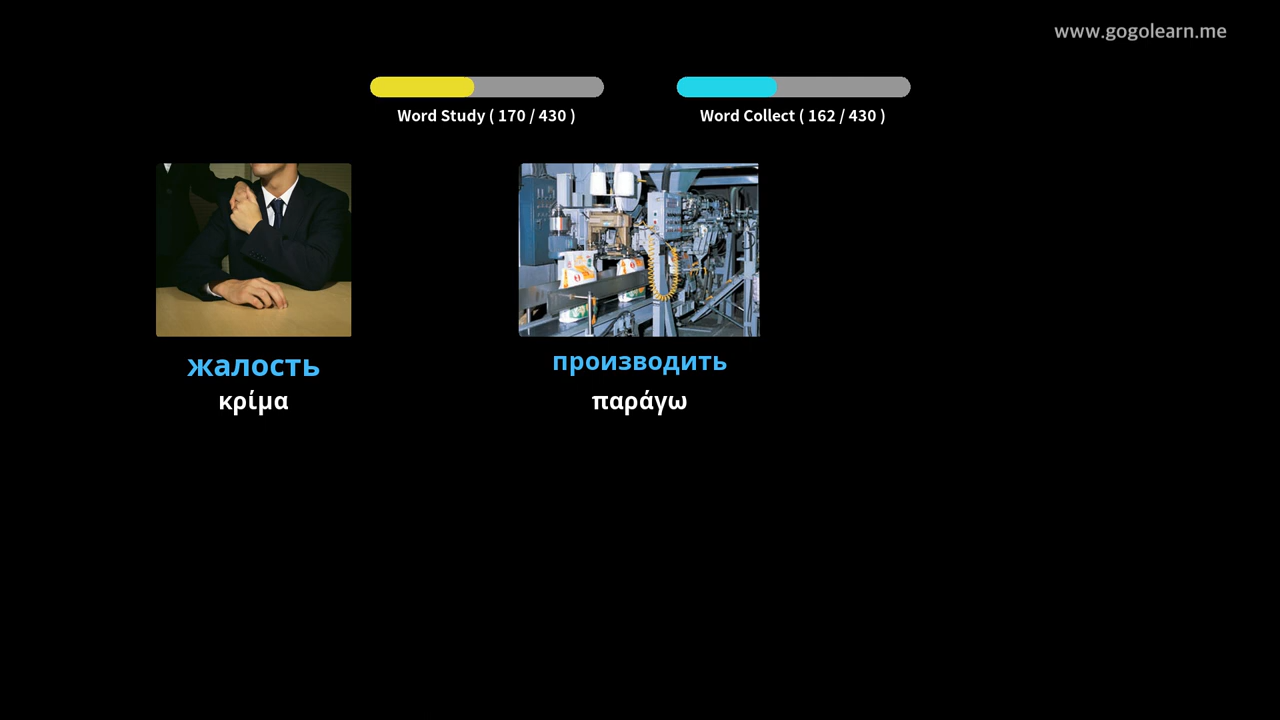 www.gogolearn.me
Word Study ( 170 / 430 )
Word Collect ( 162 / 430 )
жалость
κρίμα
производить
παράγω